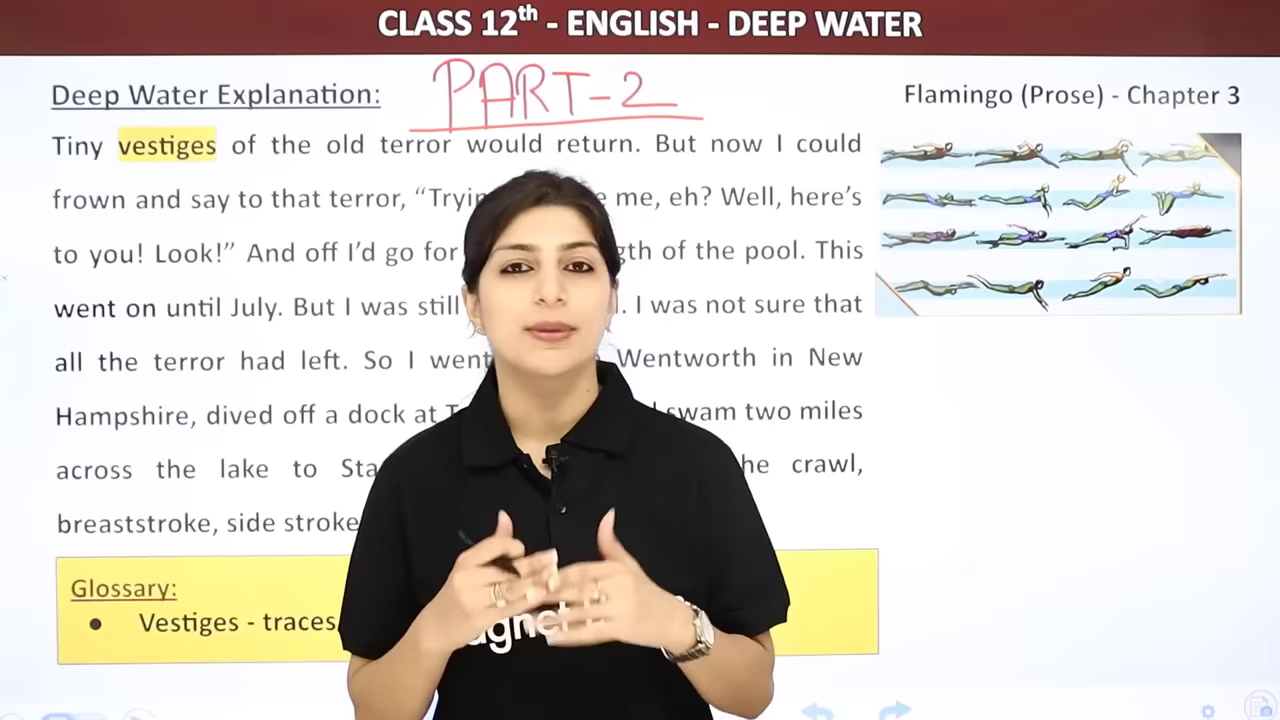 CLASS 12th - ENGLISH - DEEP WATER
Deep Water Explanation:
PART-2
Flamingo (Prose) - Chapter 3
Tiny vestiges of the old terror would return. But now I could
frown and say to that terror, “ me, eh? Well, here’s
to you! Look!” And off I’d go for of the pool. This
went on until July. But I was still I was not sure that
all the terror had left. So I went Wentworth in New
Hampshire, dived off a dock at swam two miles
across the lake to crawl,
breaststroke, side stroke
Glossary:
● Vestiges - traces